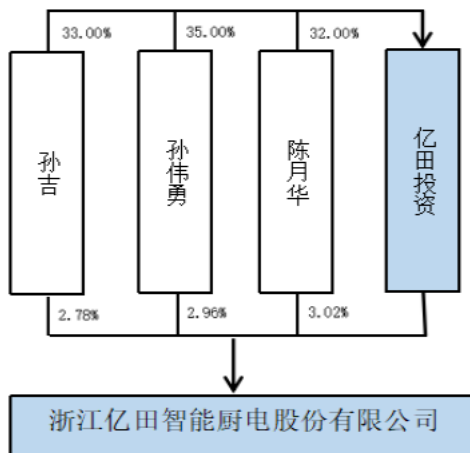 33.00% 35.00% 32.00%
孙吉
孙伟勇
陈月华
亿田投资
2.78% 2.96% 3.02%
浙江亿田智能厨电股份有限公司